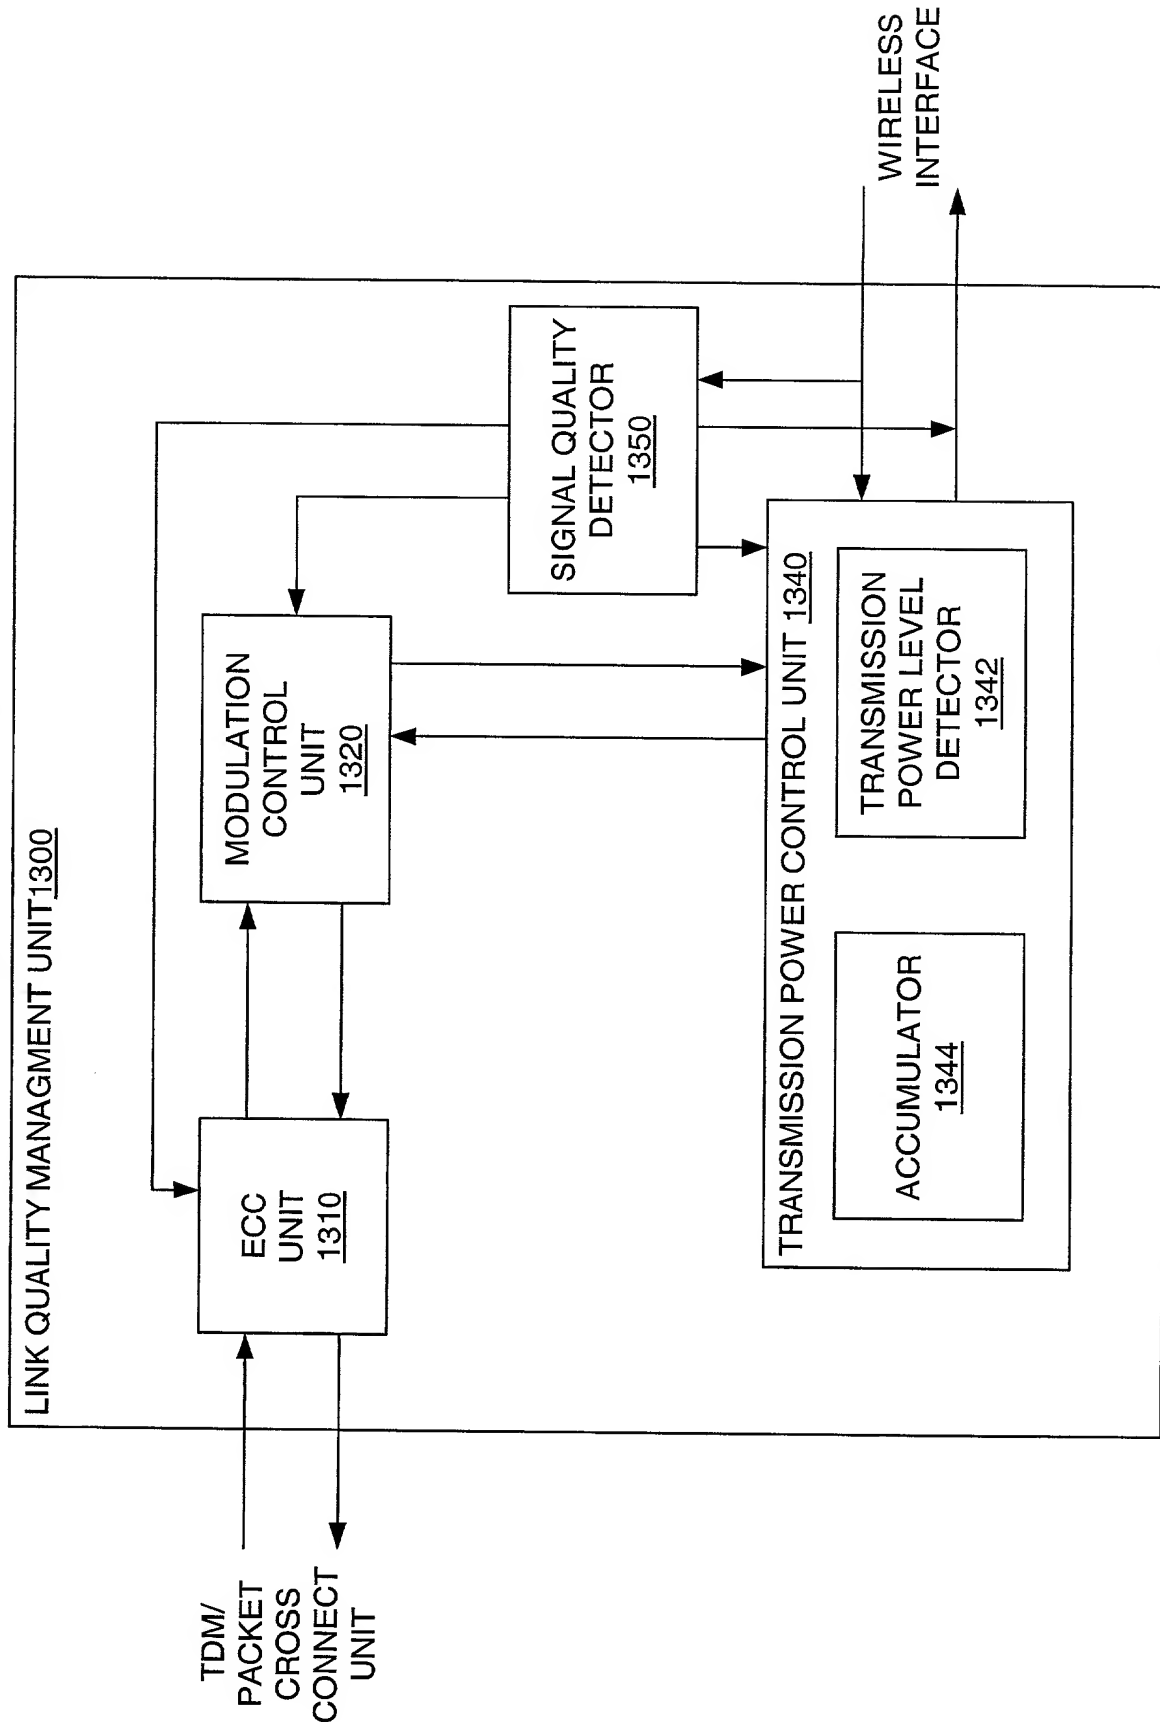 LINK QUALITY MANAGMENT UNIT 1300
TDM/
PACKET
CROSS
CONNECT
UNIT
ECC
UNIT
1310
MODULATION
CONTROL
UNIT
1320
SIGNAL QUALITY
DETECTOR
1350
TRANSMISSION POWER CONTROL UNIT 1340
ACCUMULATOR
1344
TRANSMISSION
POWER LEVEL
DETECTOR
1342
WIRELESS
INTERFACE